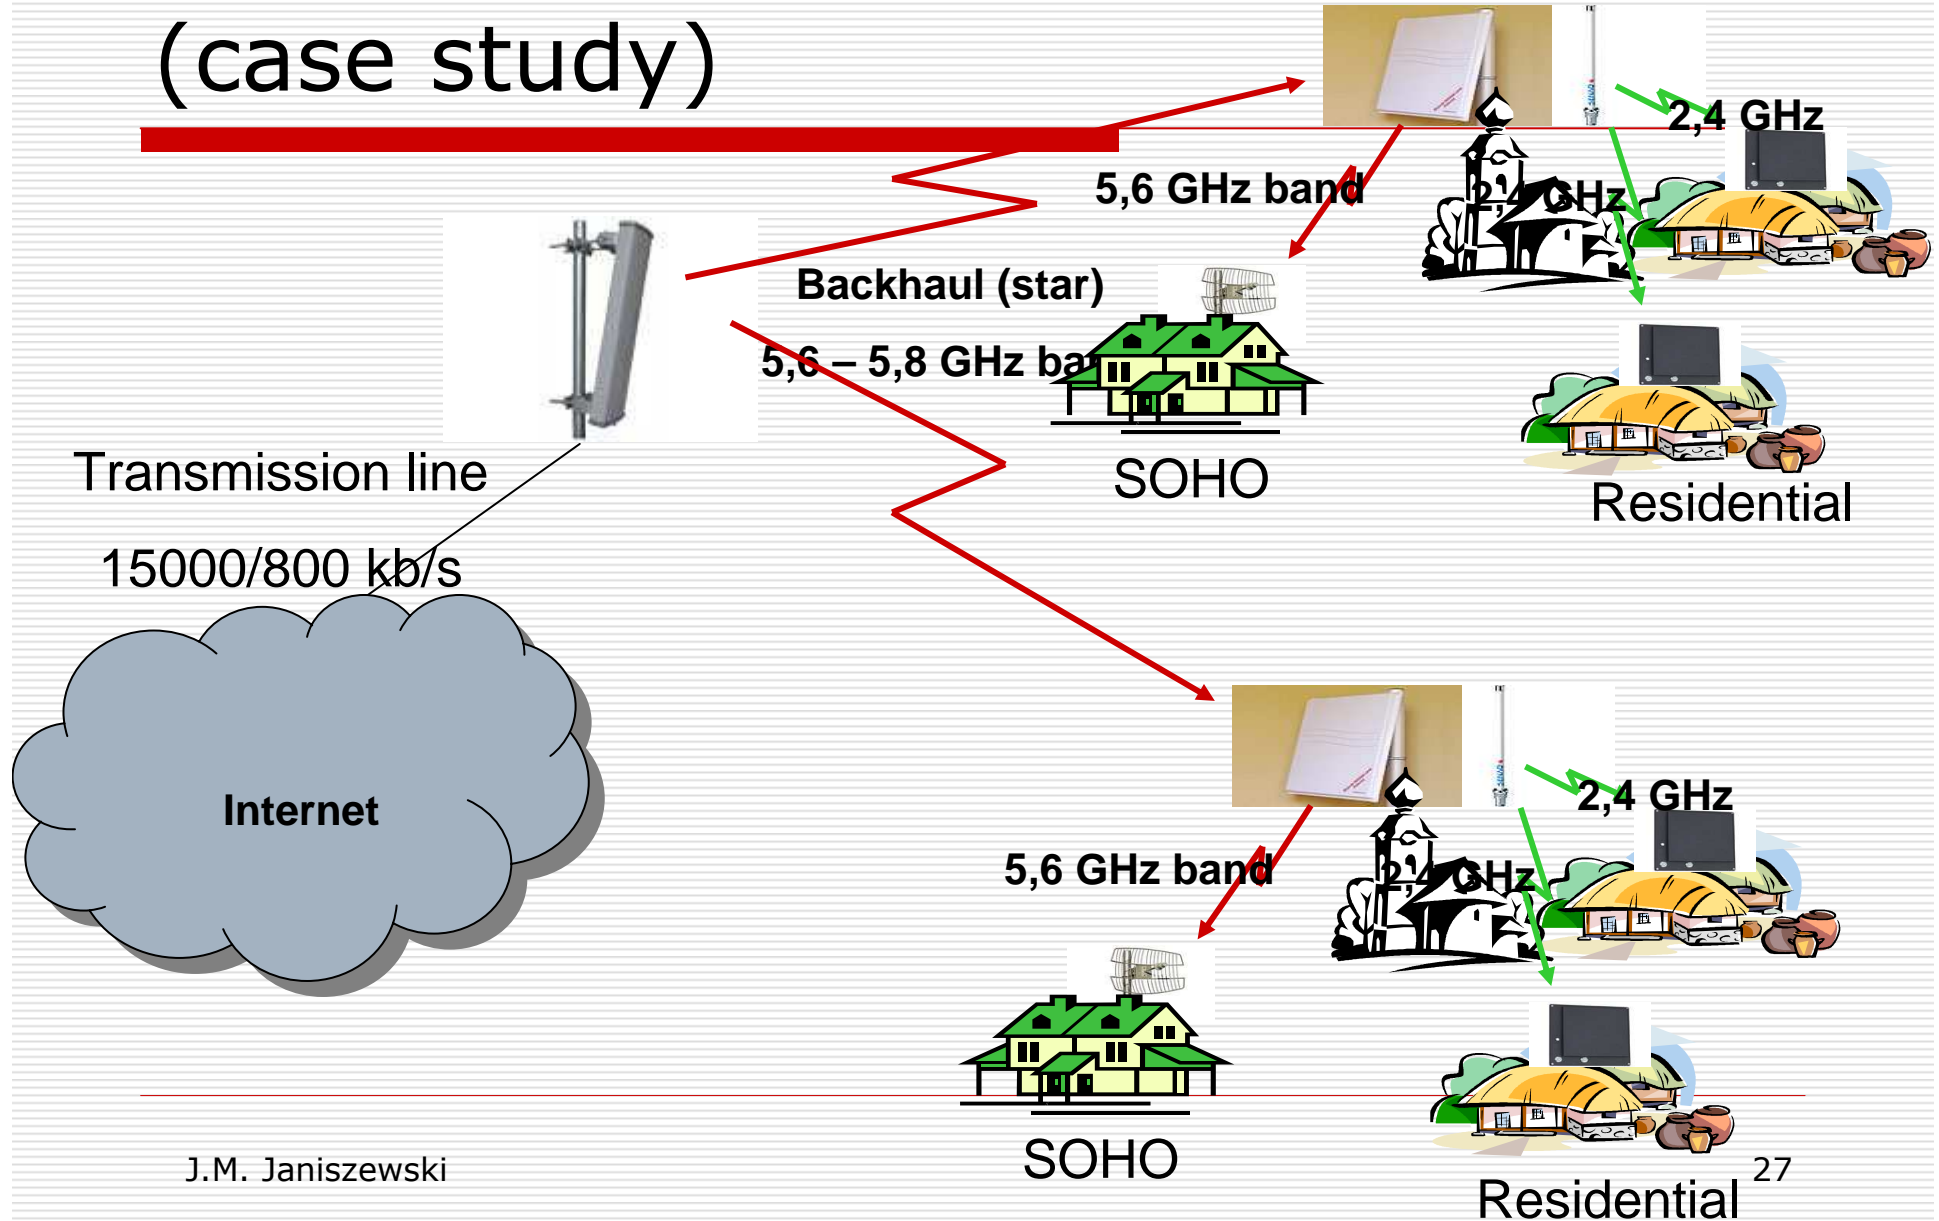 (case study)
2,4 GHz
5,6 GHz band
2,4 GHz
Backhaul (star)
5,6 – 5,8 GHz ba
Transmission line
15000/800 kb/s
SOHO
Residential
Internet
2,4 GHz
5,6 GHz band
2,4 GHz
SOHO
Residential
J.M. Janiszewski
27